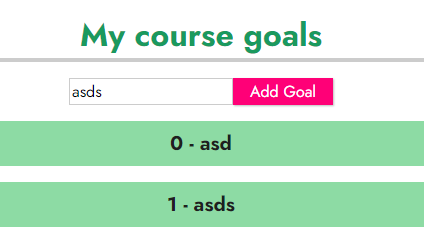 My course goals
asds Add Goal
0 - asd
1 - asds